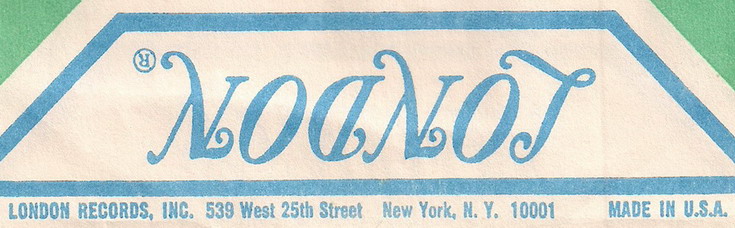 LONDON®
LONDON RECORDS, INC. 539 West 25th Street New York, N. Y. 10001 MADE IN U.S.A.